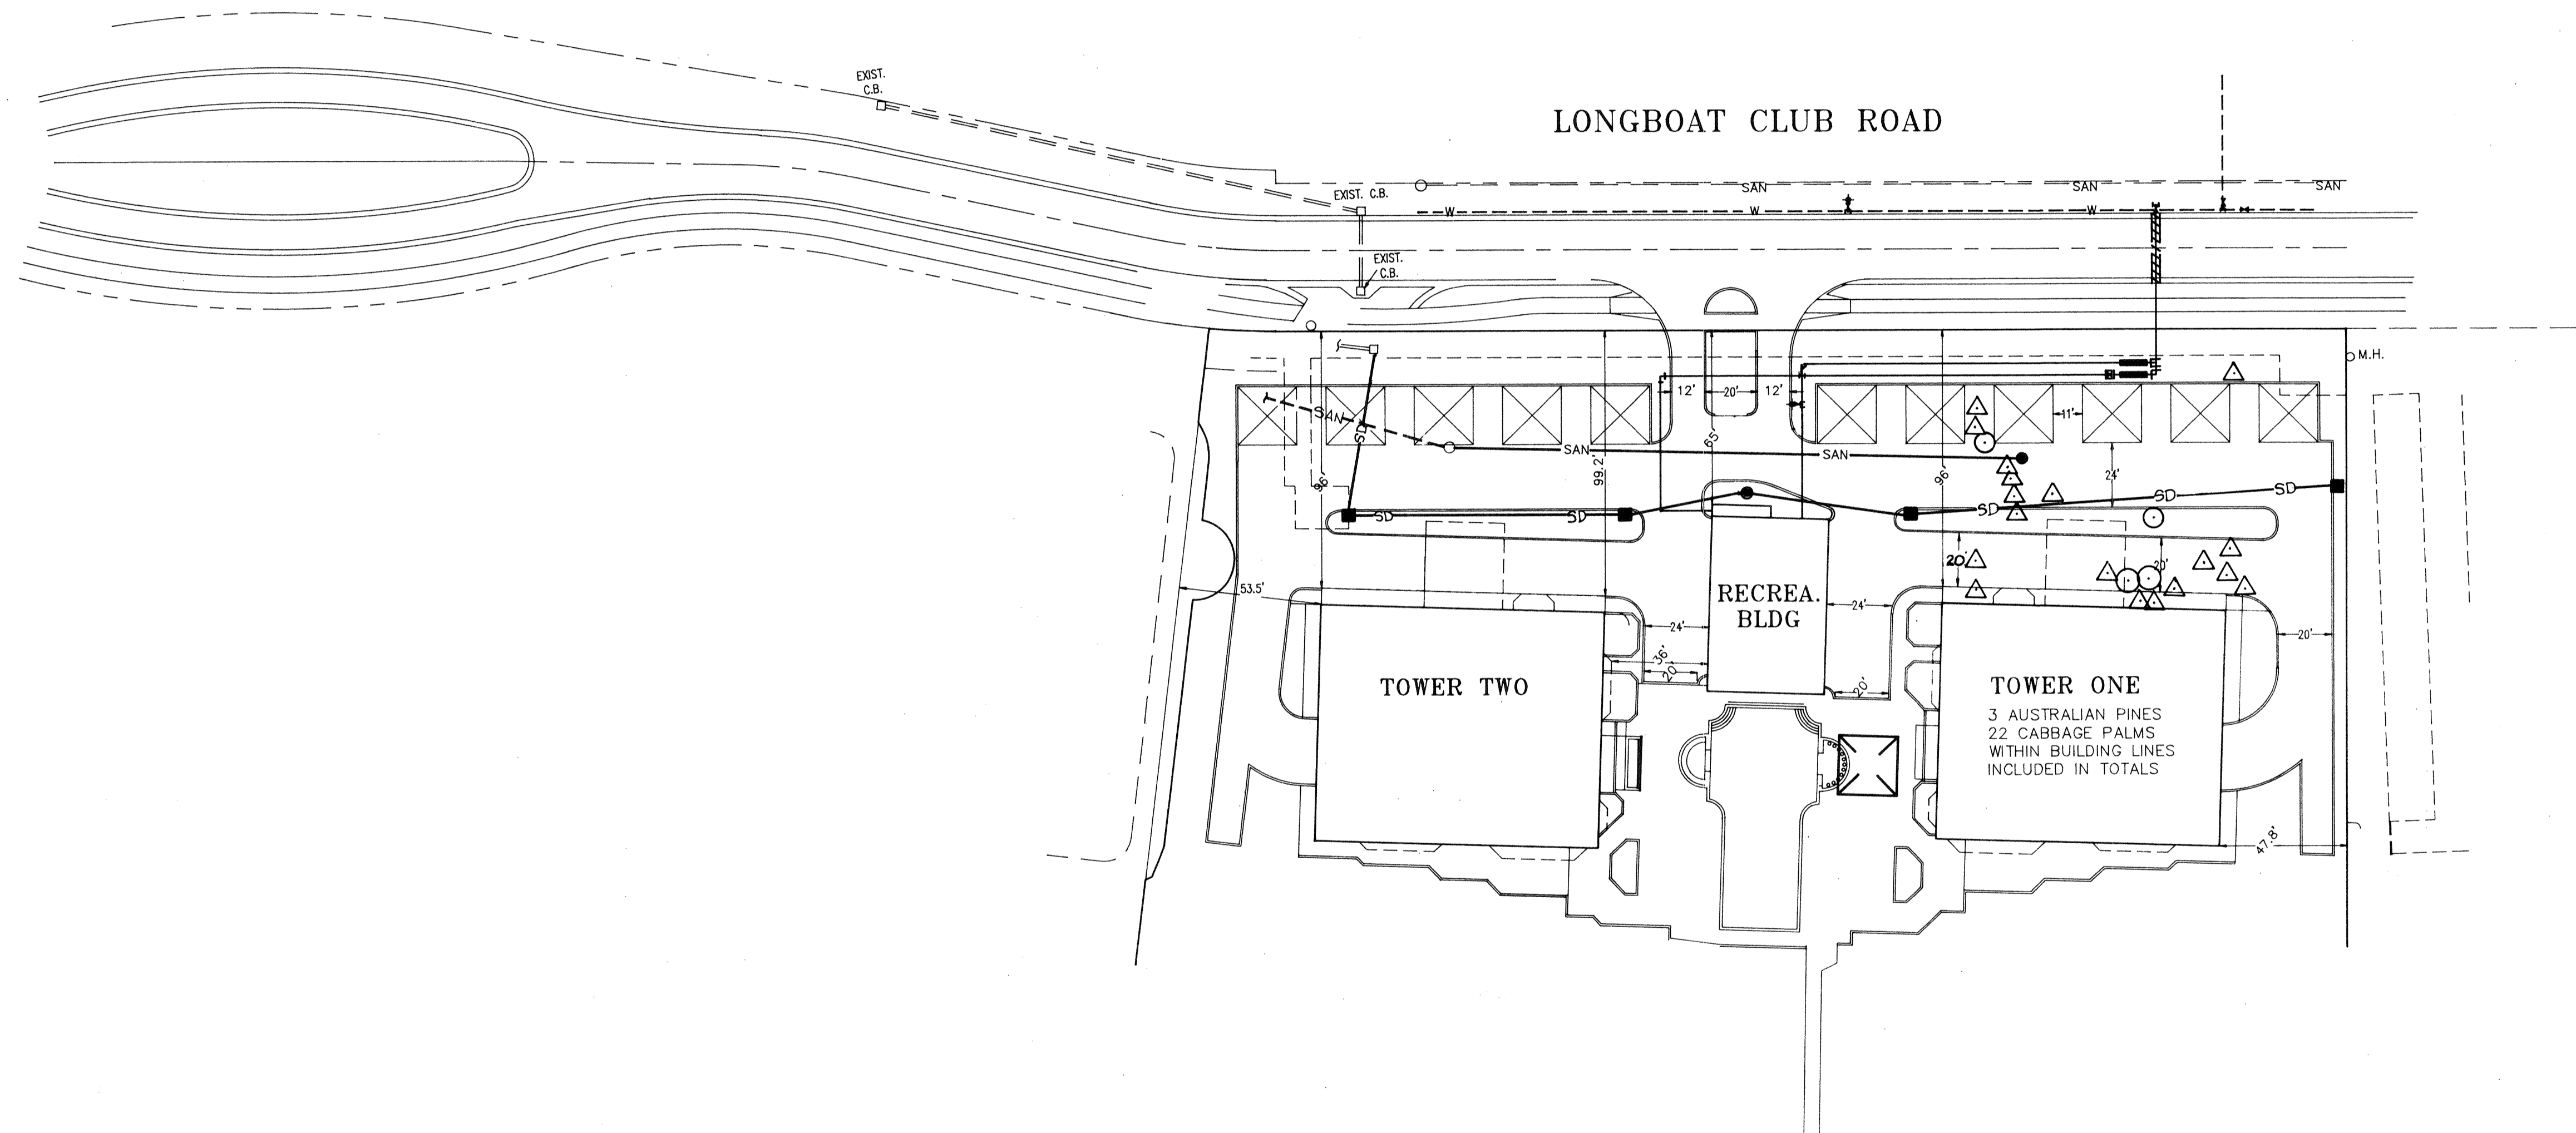 EXIST.
C.B.
LONGBOAT CLUB ROAD
EXIST. C.B.
SAN
SAN
SAN
W
W
W
EXIST.
C.B.
M.H.
12'
20'
12'
11'
SAN
SD
65'
SAN
SAN
96'
99.2'
96'
24'
SD
SD
SD
SD
SD
20'
20'
53.5'
RECREA.
BLDG
24'
24'
20'
36'
20'
20'
TOWER TWO
TOWER ONE
3 AUSTRALIAN PINES
22 CABBAGE PALMS
WITHIN BUILDING LINES
INCLUDED IN TOTALS
47.8'